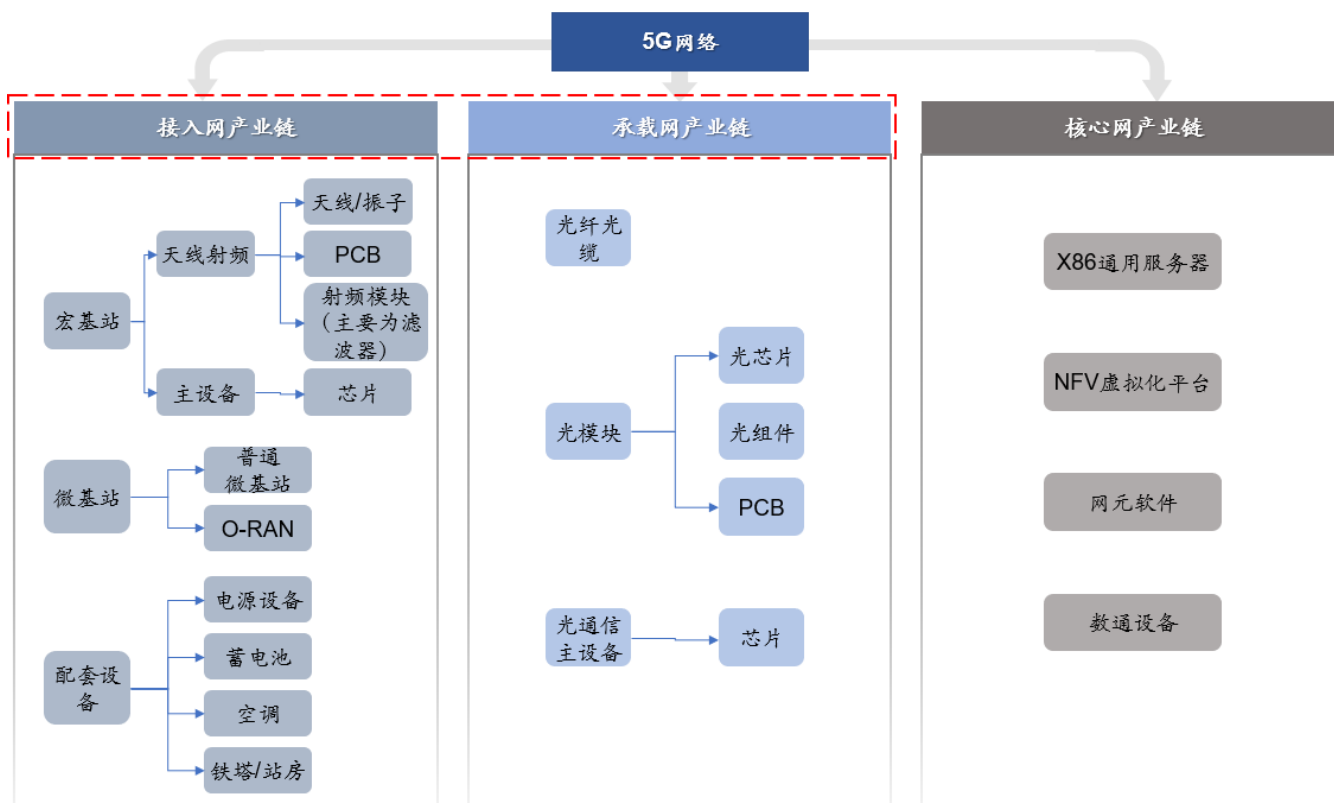 5G网络
接入网产业链
承载网产业链
核心网产业链
宏基站
天线射频
天线/振子
PCB
射频模块
（主要为滤
波器）
主设备
芯片
微基站
普通
微基站
O-RAN
配套设
备
电源设备
蓄电池
空调
铁塔/站房
光纤光
缆
光模块
光芯片
光组件
PCB
光通信
主设备
芯片
X86通用服务器
NFV虚拟化平台
网元软件
数通设备